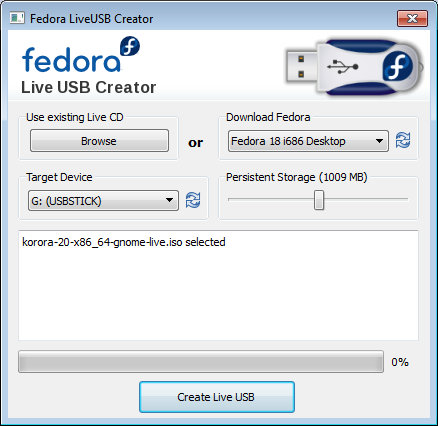 Fedora LiveUSB Creator
fedora
Live USB Creator
Use existing Live CD
Browse
or
Download Fedora
Fedora 18 i686 Desktop
Target Device
G: (USBSTICK)
Persistent Storage (1009 MB)
korora-20-x86_64-gnome-live.iso selected
0%
Create Live USB